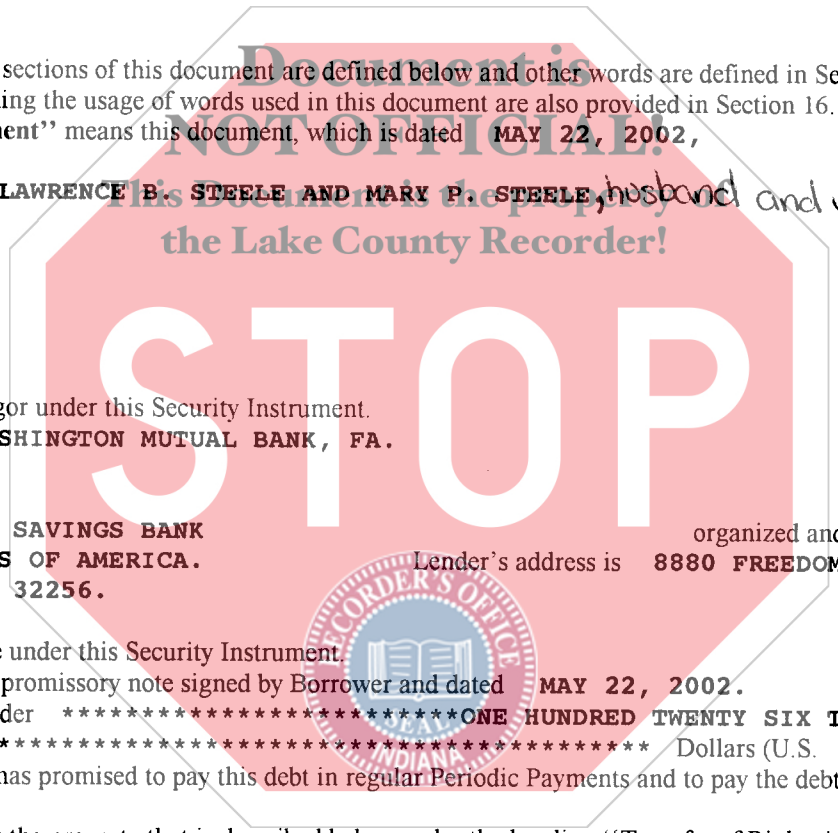 sections of this document are defined below and other words are defined in Se
ing the usage of words used in this document are also provided in Section 16.
ent” means this document, which is dated MAY 22, 2002,
Document is
NOT OFFICIAL!
LAWRENCE B. STEELE AND MARY P. STEELE, husband and
This Document is the property of
the Lake County Recorder!
STOP
gor under this Security Instrument.
SHINGTON MUTUAL BANK, FA.
SAVINGS BANK organized and
S OF AMERICA. Lender's address is 8880 FREEDOM
32256.
RECORDER'S OFFICE
SEAL
INDIANA
e under this Security Instrument.
promissory note signed by Borrower and dated MAY 22, 2002.
der *************************ONE HUNDRED TWENTY SIX T
***************************************** Dollars (U.S.
has promised to pay this debt in regular Periodic Payments and to pay the debt